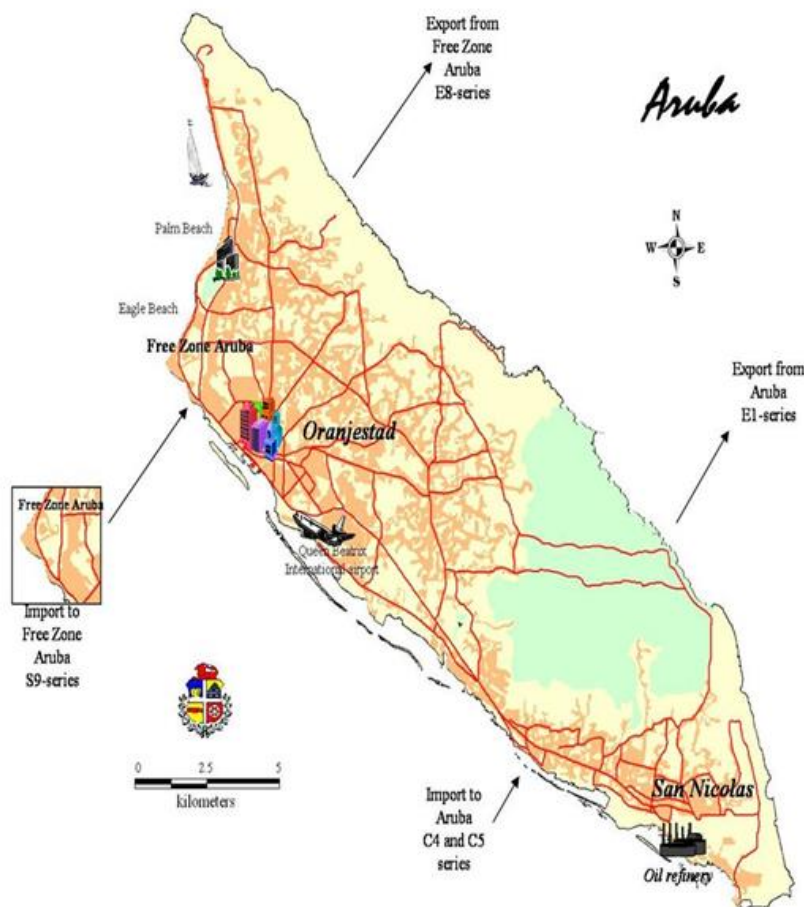 Export from
Free Zone
Aruba
E8-series
Aruba
N
W E
S
Palm Beach
Eagle Beach
Free Zone Aruba
Export from
Aruba
E1-series
Oranjestad
Free Zone Aruba
Queen Beatrix
International airport
Import to
Free Zone
Aruba
S9-series
0 2.5 5
kilometers
Import to
Aruba
C4 and C5
series
San Nicolas
Oil refinery